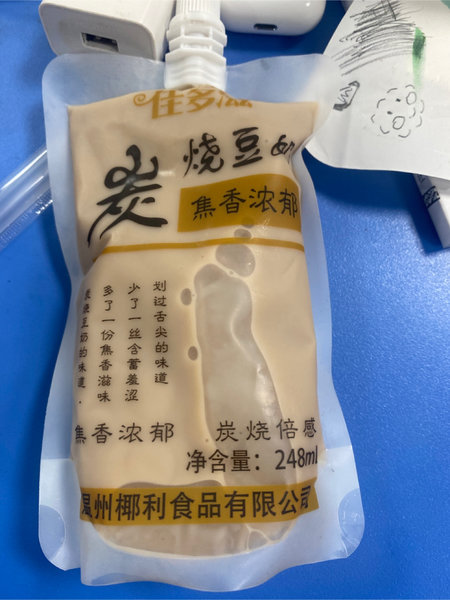 佳多滋
炭烧豆奶
焦香浓郁
划过舌尖的味道
少了一丝含蓄羞涩
多了一份焦香滋味
炭烧豆奶的味道.
焦香浓郁 炭烧倍感
净含量:248ml
温州椰利食品有限公司